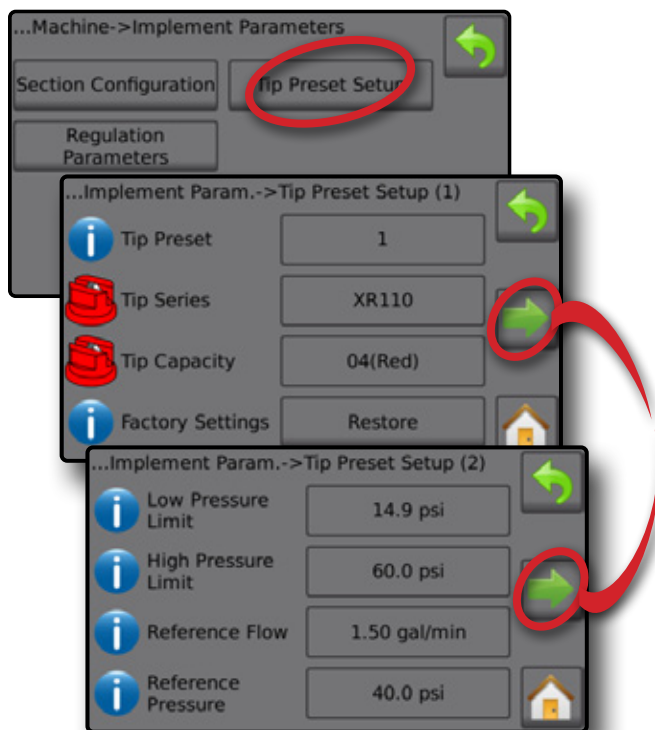 ...Machine->Implement Parameters
Section Configuration
Tip Preset Setup
Regulation
Parameters
...Implement Param.->Tip Preset Setup (1)
Tip Preset
1
Tip Series
XR110
Tip Capacity
04(Red)
Factory Settings
Restore
...Implement Param.->Tip Preset Setup (2)
Low Pressure
Limit
14.9 psi
High Pressure
Limit
60.0 psi
Reference Flow
1.50 gal/min
Reference
Pressure
40.0 psi